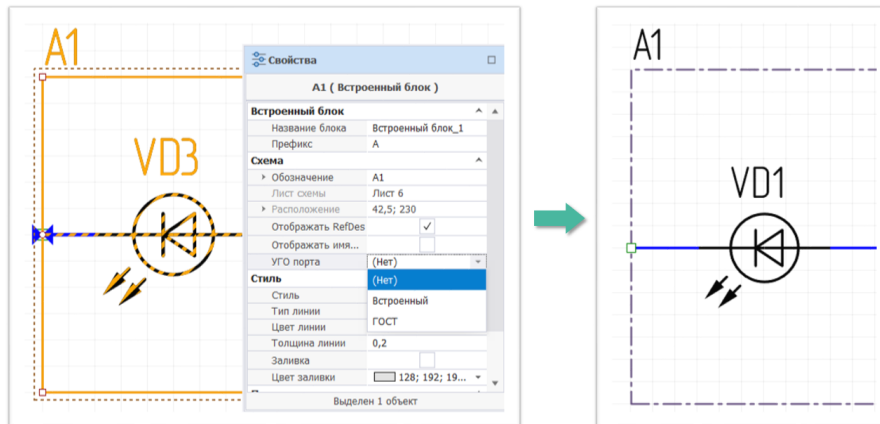 A1
VD3
Свойства
A1 ( Встроенный блок )
Встроенный блок
Название блока Встроенный блок_1
Префикс A
Схема
Обозначение A1
Лист схемы Лист 6
Расположение 42,5; 230
Отображать RefDes
Отображать имя...
УГО порта (Нет)
(Нет)
Стиль
Стиль
Встроенный
Тип линии
ГОСТ
Цвет линии
Толщина линии 0,2
Заливка
Цвет заливки 128; 192; 19...
Выделен 1 объект
A1
VD1